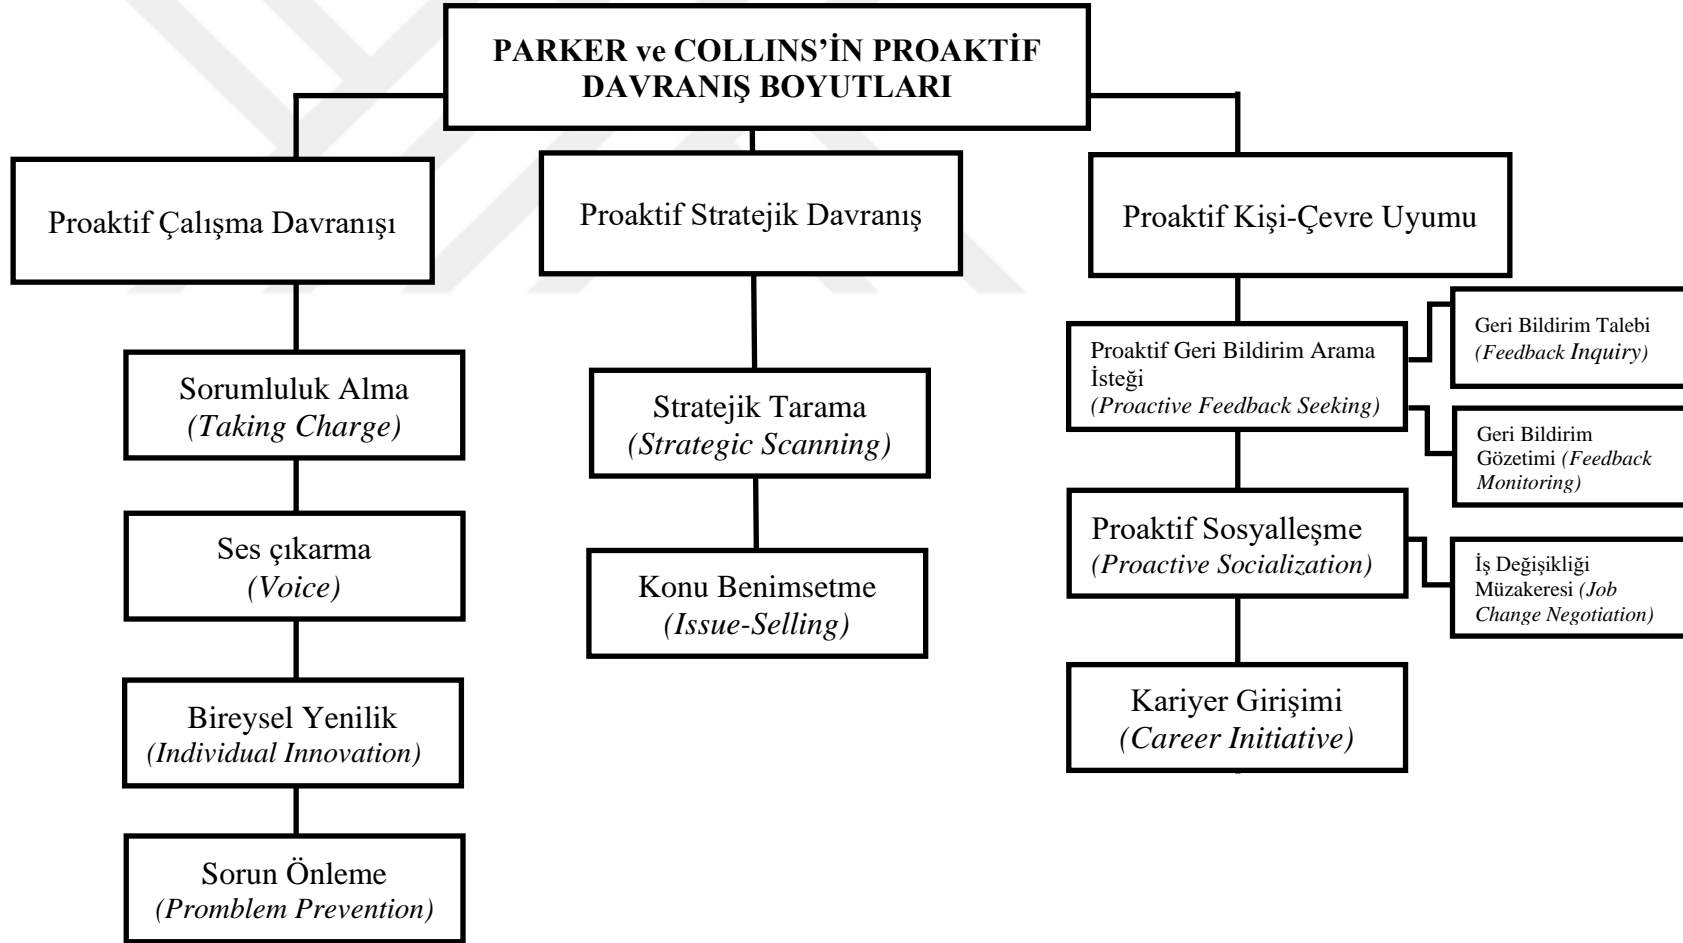 PARKER ve COLLINS’İN PROAKTİF
DAVRANIŞ BOYUTLARI
Proaktif Çalışma Davranışı
Proaktif Stratejik Davranış
Proaktif Kişi-Çevre Uyumu
Sorumluluk Alma
(Taking Charge)
Ses çıkarma
(Voice)
Bireysel Yenilik
(Individual Innovation)
Sorun Önleme
(Promblem Prevention)
Stratejik Tarama
(Strategic Scanning)
Konu Benimsetme
(Issue-Selling)
Proaktif Geri Bildirim Arama
İsteği
(Proactive Feedback Seeking)
Geri Bildirim Talebi
(Feedback Inquiry)
Geri Bildirim
Gözetimi (Feedback
Monitoring)
Proaktif Sosyalleşme
(Proactive Socialization)
İş Değişikliği
Müzakeresi (Job
Change Negotiation)
Kariyer Girişimi
(Career Initiative)